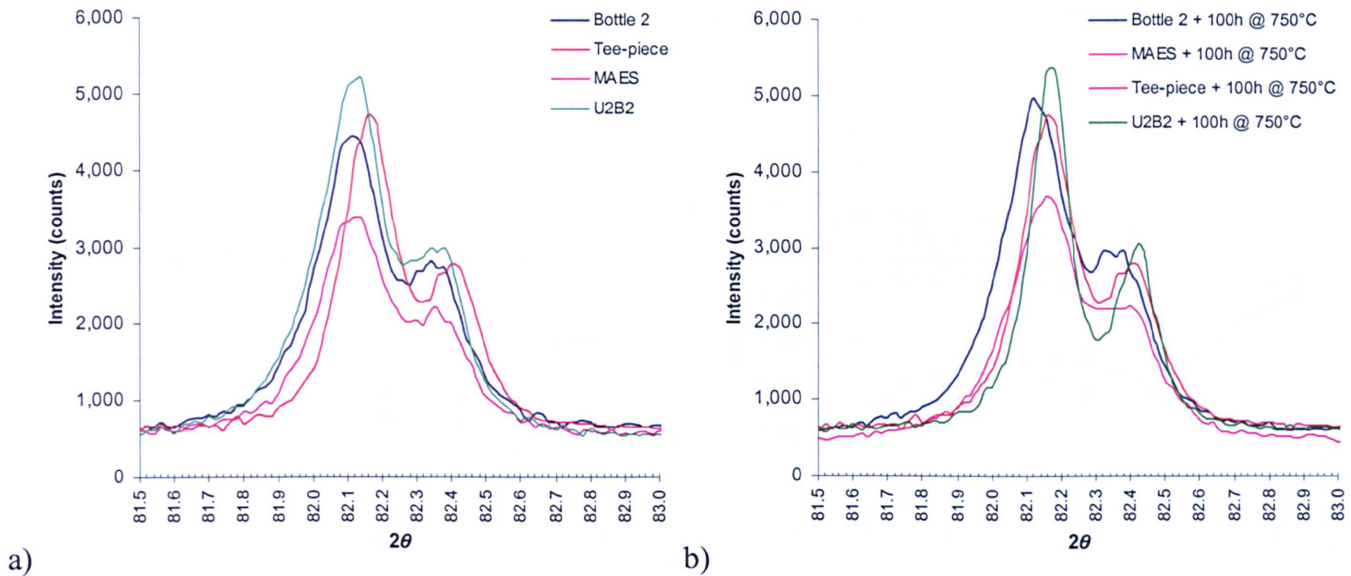 6,000
5,000
4,000
3,000
2,000
1,000
0
Intensity (counts)
Bottle 2
Tee-piece
MAES
U2B2
81.5 81.6 81.7 81.8 81.9 82.0 82.1 82.2 82.3 82.4 82.5 82.6 82.7 82.8 82.9 83.0
2θ
a)
6,000
5,000
4,000
3,000
2,000
1,000
0
Intensity (counts)
Bottle 2 + 100h @ 750°C
MAES + 100h @ 750°C
Tee-piece + 100h @ 750°C
U2B2 + 100h @ 750°C
81.5 81.6 81.7 81.8 81.9 82.0 82.1 82.2 82.3 82.4 82.5 82.6 82.7 82.8 82.9 83.0
2θ
b)